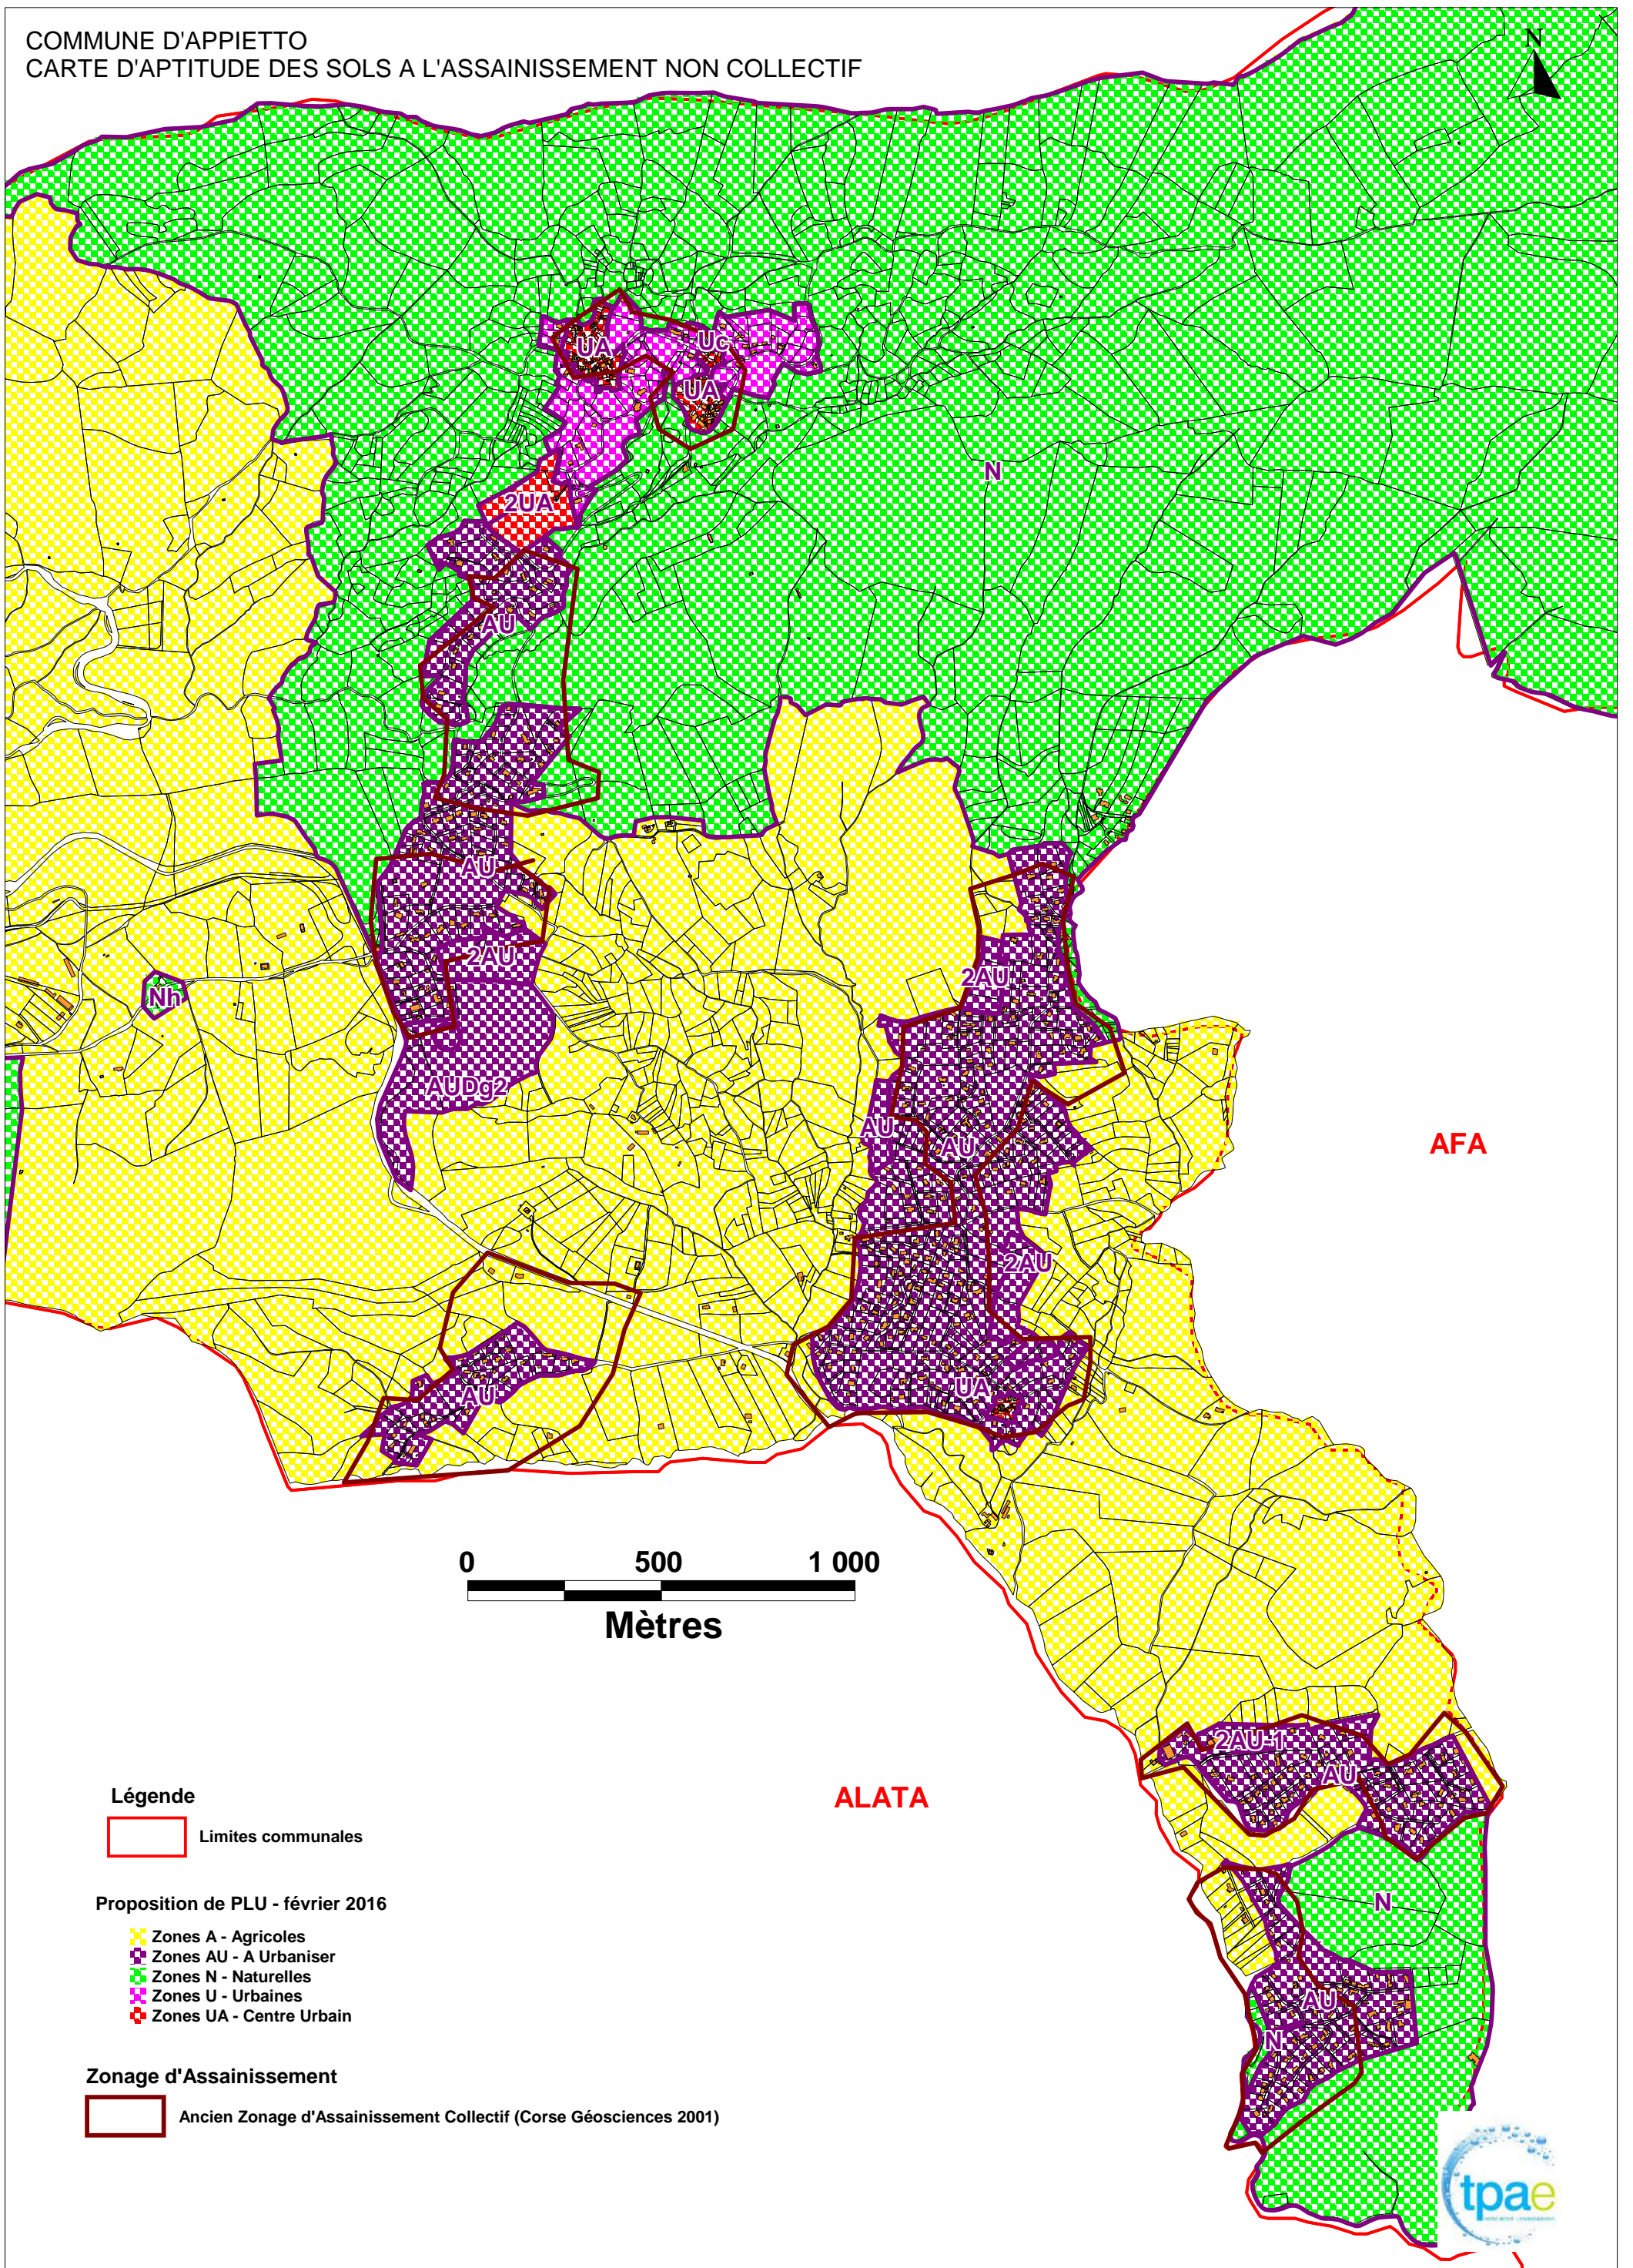 COMMUNE D'APPIETTO
CARTE D'APTITUDE DES SOLS A L'ASSAINISSEMENT NON COLLECTIF
N
UA
Uc
UA
N
2UA
AU
AU
2AU
2AU
Nh
AUDg2
AU
AU
AFA
2AU
AU
UA
0 500 1 000
Mètres
2AU-1
AU
ALATA
Légende
Limites communales
Proposition de PLU - février 2016
N
Zones A - Agricoles
Zones AU - A Urbaniser
Zones N - Naturelles
Zones U - Urbaines
Zones UA - Centre Urbain
AU
N
Zonage d'Assainissement
Ancien Zonage d'Assainissement Collectif (Corse Géosciences 2001)
tpae